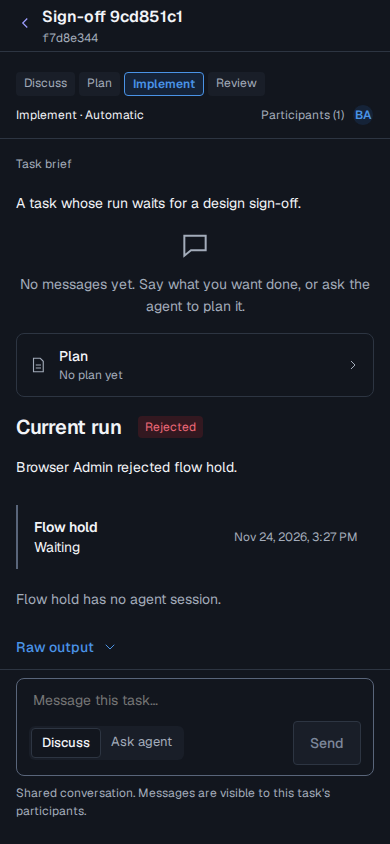 Sign-off 9cd851c1
f7d8e344
Discuss Plan Implement Review
Implement · Automatic Participants (1) BA
Task brief
A task whose run waits for a design sign-off.
No messages yet. Say what you want done, or ask the
agent to plan it.
Plan
No plan yet
Current run Rejected
Browser Admin rejected flow hold.
Flow hold
Waiting
Nov 24, 2026, 3:27 PM
Flow hold has no agent session.
Raw output
Message this task...
Discuss Ask agent Send
Shared conversation. Messages are visible to this task's
participants.